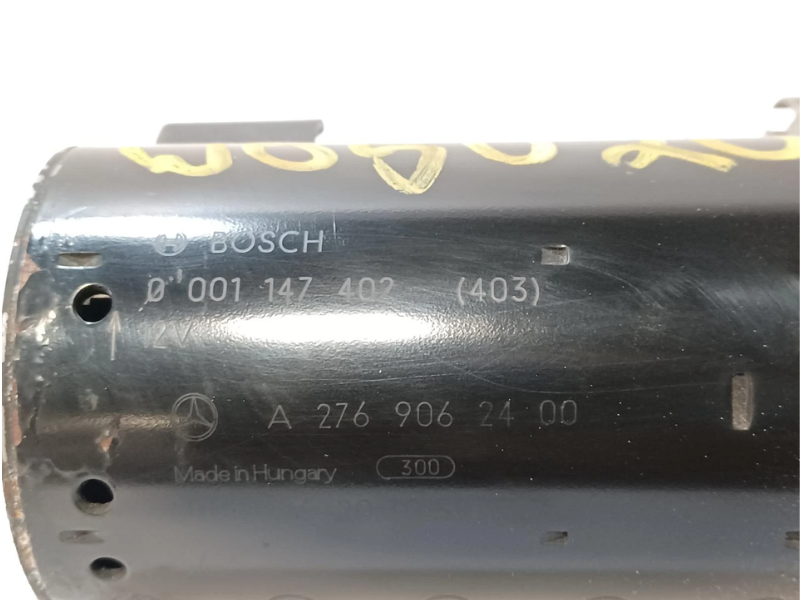 BOSCH
0 001 147 402 (403)
12V
A 276 906 24 00
Made in Hungary 300